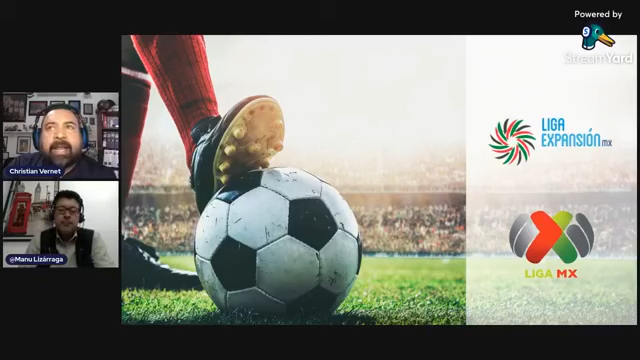 Powered by
StreamYard
LIGA
EXPANSIÓN MX
Christian Vernet
@Manu Lizárraga
LIGA MX